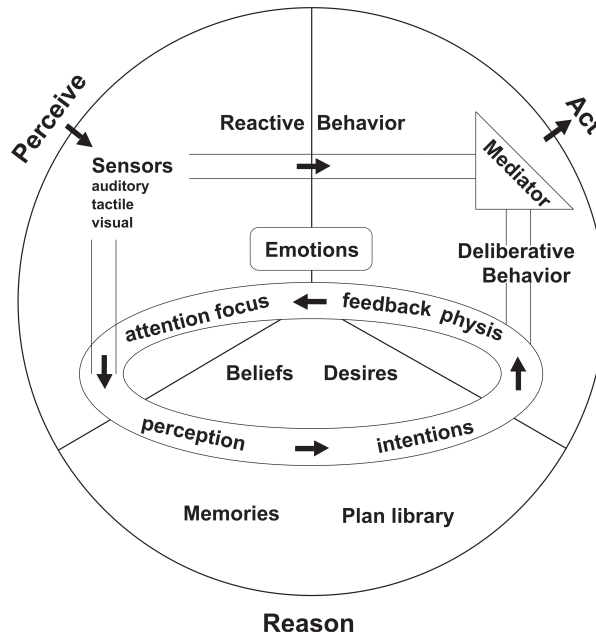 Perceive
Act
Reactive Behavior
Sensors
auditory
tactile
visual
Mediator
Emotions
Deliberative
Behavior
attention focus
feedback physis
Beliefs
Desires
perception
intentions
Memories
Plan library
Reason